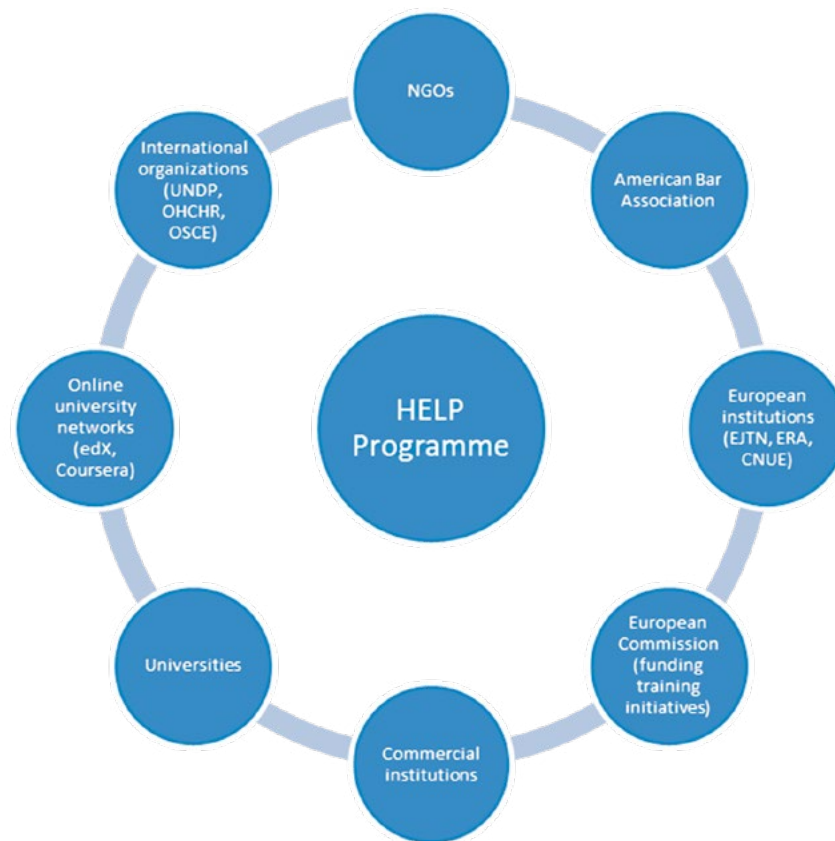 NGOs
American Bar
Association
European
institutions
(EJTN, ERA,
CNUE)
European
Commission
(funding
training
initiatives)
Commercial
institutions
Universities
Online
university
networks
(edX,
Coursera)
International
organizations
(UNDP,
OHCHR,
OSCE)
HELP
Programme